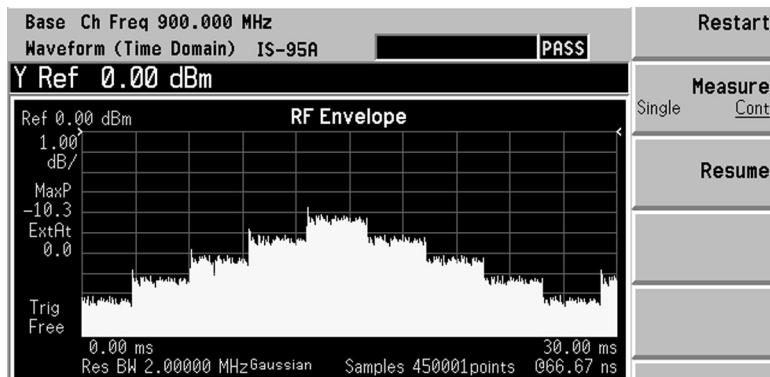 Base Ch Freq 900.000 MHz
Waveform (Time Domain) IS-95A PASS
Y Ref 0.00 dBm
Ref 0.00 dBm RF Envelope
1.00
dB/
MaxP
-10.3
ExtAt
0.0
Trig
Free
0.00 ms 30.00 ms
Res BW 2.00000 MHz Gaussian Samples 450001points @66.67 ns
Restart
Measure
Single Cont
Resume